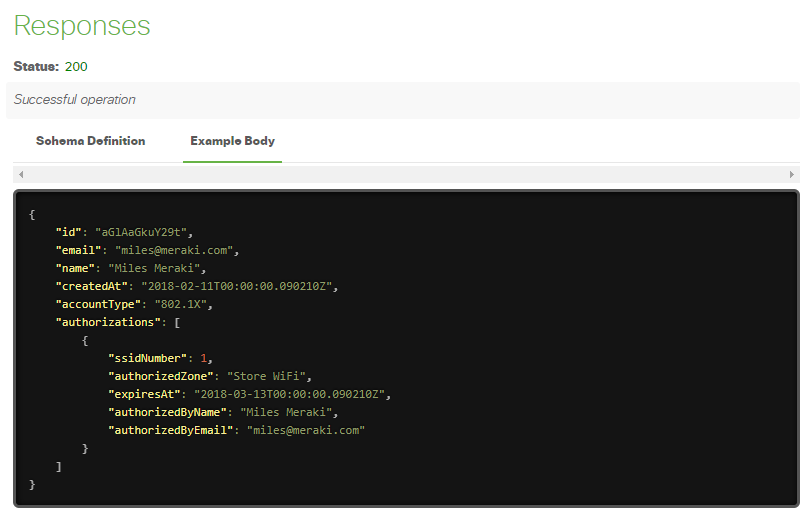 Responses
Status: 200
Successful operation
Schema Definition Example Body
{
"id": "aGlAaGkuY29t",
"email": "miles@meraki.com",
"name": "Miles Meraki",
"createdAt": "2018-02-11T00:00:00.090210Z",
"accountType": "802.1X",
"authorizations": [
{
"ssidNumber": 1,
"authorizedZone": "Store WiFi",
"expiresAt": "2018-03-13T00:00:00.090210Z",
"authorizedByName": "Miles Meraki",
"authorizedByEmail": "miles@meraki.com"
}
]
}